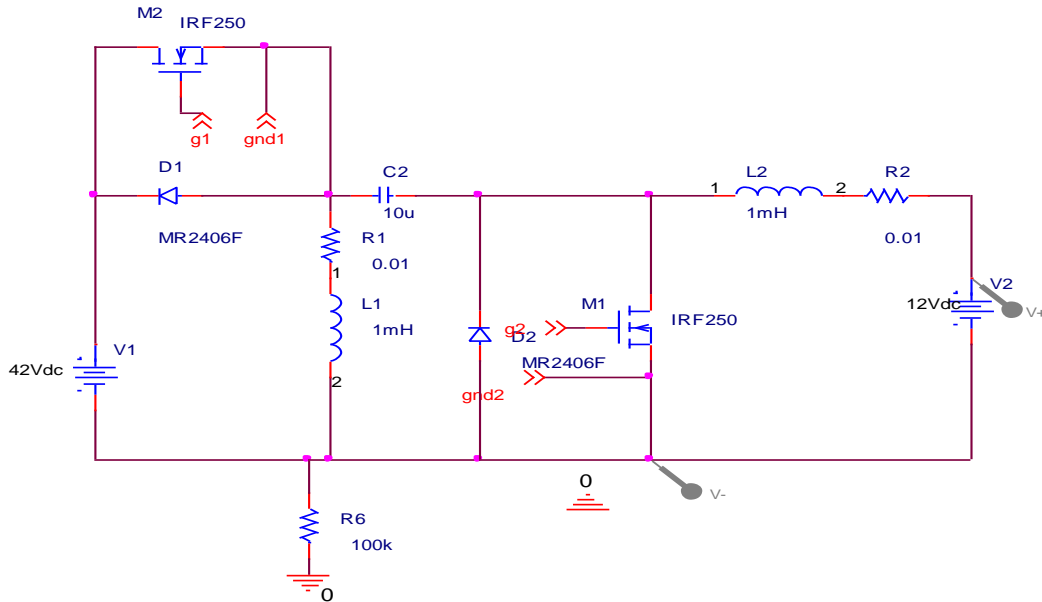 M2
IRF250
g1
gnd1
D1
C2
L2
R2
1
2
10u
1mH
MR2406F
R1
0.01
0.01
1
L1
1mH
V2
M1
12Vdc
V+
g2
IRF250
D2
V1
MR2406F
42Vdc
2
gnd2
0
V-
R6
100k
0